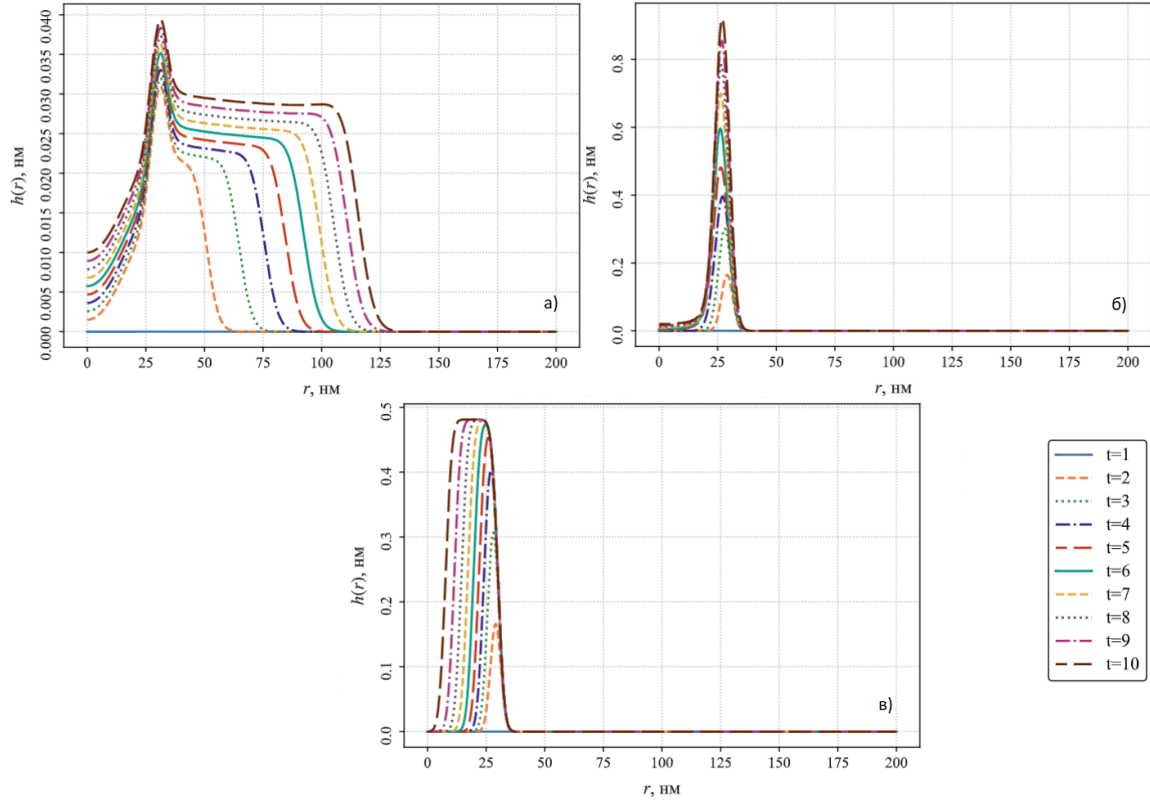 0.040
0.035
0.030
0.025
0.020
0.015
0.010
0.005
0.000
h(r), нм
а)
0 25 50 75 100 125 150 175 200
r, нм
0.8
0.6
0.4
0.2
0.0
h(r), нм
б)
0 25 50 75 100 125 150 175 200
r, нм
0.5
0.4
0.3
0.2
0.1
0.0
h(r), нм
в)
0 25 50 75 100 125 150 175 200
r, нм
t=1
t=2
t=3
t=4
t=5
t=6
t=7
t=8
t=9
t=10